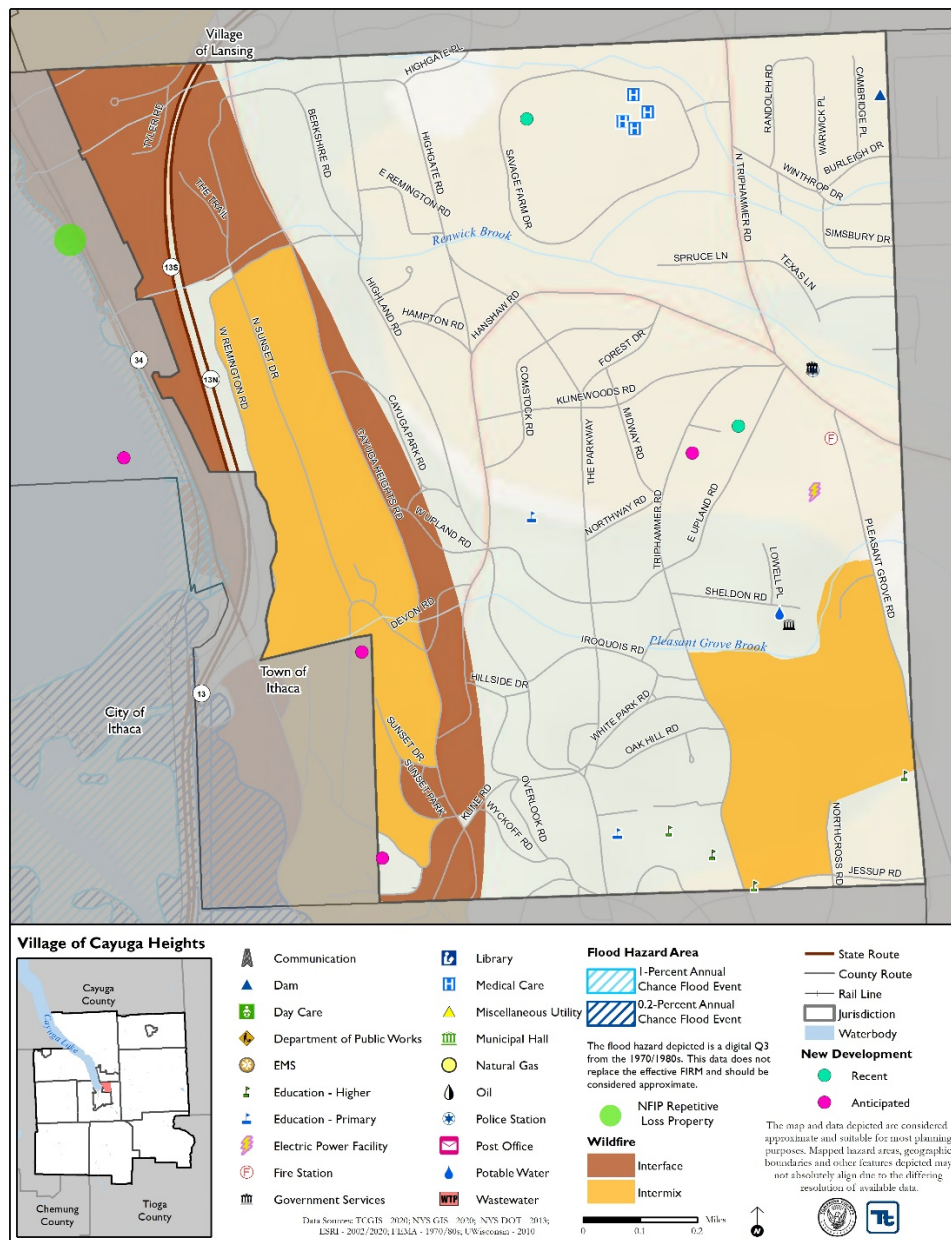 Village
of Lansing
HIGHGATE PL
TYLER RD
BERKSHIRE RD
HIGHGATE RD
SAVAGE FARM DR
H
H
H
H
N TRIPHAMMER RD
RANDOLPH RD
WARWICK PL
CAMBRIDGE PL
BURLEIGH DR
WINTHROP DR
THE TRAIL
E REMINGTON RD
Renwick Brook
SIMSBURY DR
SPRUCE LN
TEXAS LN
13S
HIGHLAND RD
HAMPTON RD
HANSHAW RD
W REMINGTON RD
N SUNSET DR
34
13N
FOREST DR
COMSTOCK RD
KLINEWOODS RD
MIDWAY RD
THE PARKWAY
CAYUGA PARK RD
CAYUGA HEIGHTS RD
F
W UPLAND RD
NORTHWAY RD
TRIPHAMMER RD
E UPLAND RD
PLEASANT GROVE RD
LOWELL PL
SHELDON RD
DEVON RD
IROQUOIS RD
Pleasant Grove Brook
Town of
Ithaca
HILLSIDE DR
13
City of
Ithaca
WHITE PARK RD
OAK HILL RD
SUNSET DR
SUNSET PARK
KLINE RD
WYCKOFF RD
OVERLOOK RD
NORTHCROSS RD
JESSUP RD
Village of Cayuga Heights
Cayuga
County
Cayuga Lake
Chemung
County
Tioga
County
Communication
Dam
Day Care
Department of Public Works
EMS
Education - Higher
Education - Primary
Electric Power Facility
F Fire Station
Government Services
Library
H Medical Care
Miscellaneous Utility
Municipal Hall
Natural Gas
Oil
Police Station
Post Office
Potable Water
WTP Wastewater
Data Sources: TCGIS - 2020; NYS GIS - 2020; NYS DOT - 2013;
ESRI - 2002/2020; FEMA - 1970/80s; UWisconsin - 2010
Flood Hazard Area
1-Percent Annual
Chance Flood Event
0.2-Percent Annual
Chance Flood Event
The flood hazard depicted is a digital Q3
from the 1970/1980s. This data does not
replace the effective FIRM and should be
considered approximate.
NFIP Repetitive
Loss Property
Wildfire
Interface
Intermix
Miles
0 0.1 0.2
N
State Route
County Route
Rail Line
Jurisdiction
Waterbody
New Development
Recent
Anticipated
The map and data depicted are considered
approximate and suitable for most planning
purposes. Mapped hazard areas, geographic
boundaries and other features depicted may
not absolutely align due to the differing
resolution of available data.
Tt